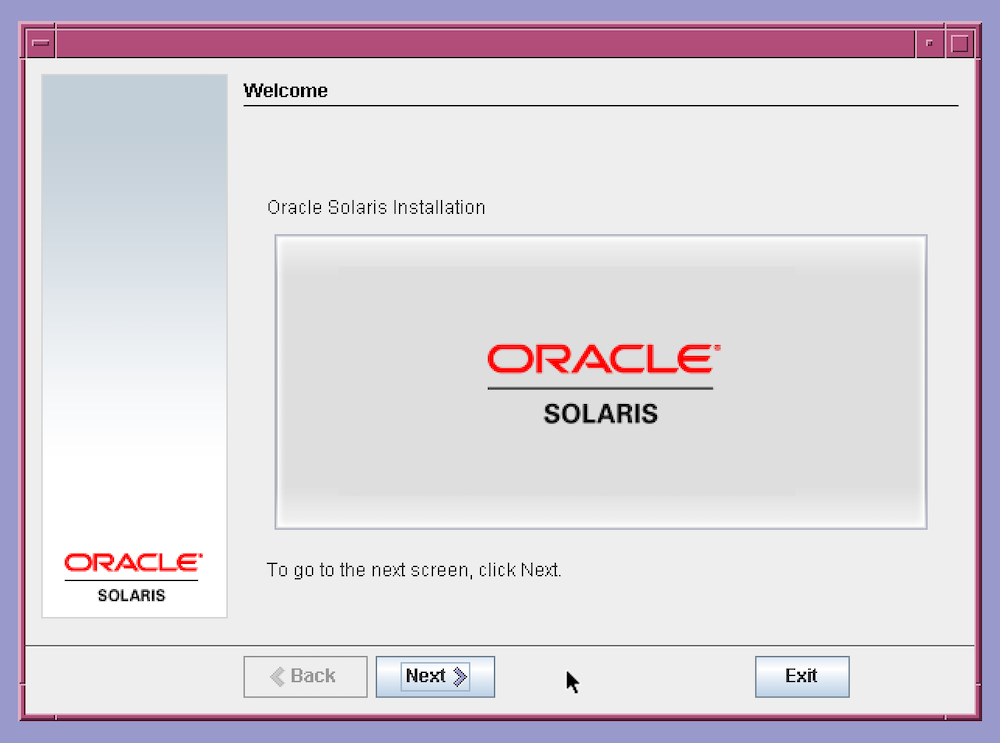 Welcome
Oracle Solaris Installation
ORACLE®
SOLARIS
To go to the next screen, click Next.
ORACLE®
SOLARIS
Back
Next
Exit